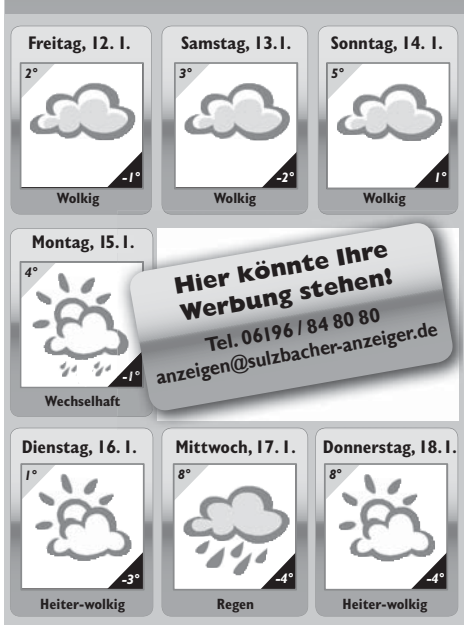 Freitag, 12. 1.
2°
-1°
Wolkig
Samstag, 13. 1.
3°
-2°
Wolkig
Sonntag, 14. 1.
5°
1°
Wolkig
Montag, 15. 1.
4°
-1°
Wechselhaft
Hier könnte Ihre
Werbung stehen!
Tel. 06196 / 84 80 80
anzeigen@sulzbacher-anzeiger.de
Dienstag, 16. 1.
1°
-3°
Heiter-wolkig
Mittwoch, 17. 1.
8°
-4°
Regen
Donnerstag, 18. 1.
8°
-4°
Heiter-wolkig